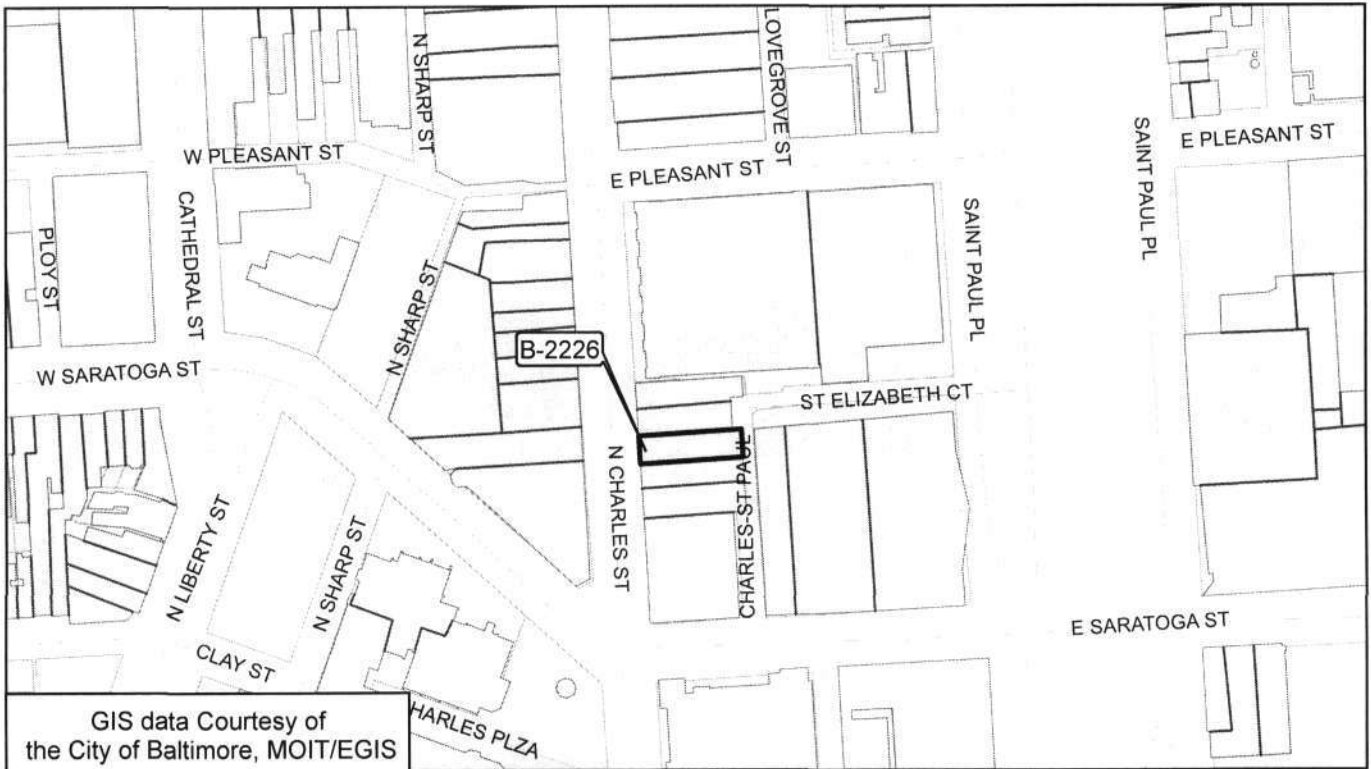 N SHARP ST
LOVEGROVE ST
W PLEASANT ST
E PLEASANT ST
E PLEASANT ST
SAINT PAUL PL
CATHEDRAL ST
PLOY ST
N SHARP ST
SAINT PAUL PL
B-2226
W SARATOGA ST
ST ELIZABETH CT
N CHARLES ST
CHARLES-ST PAUL
N LIBERTY ST
N SHARP ST
E SARATOGA ST
CLAY ST
HARLES PLZA
GIS data Courtesy of
the City of Baltimore, MOIT/EGIS